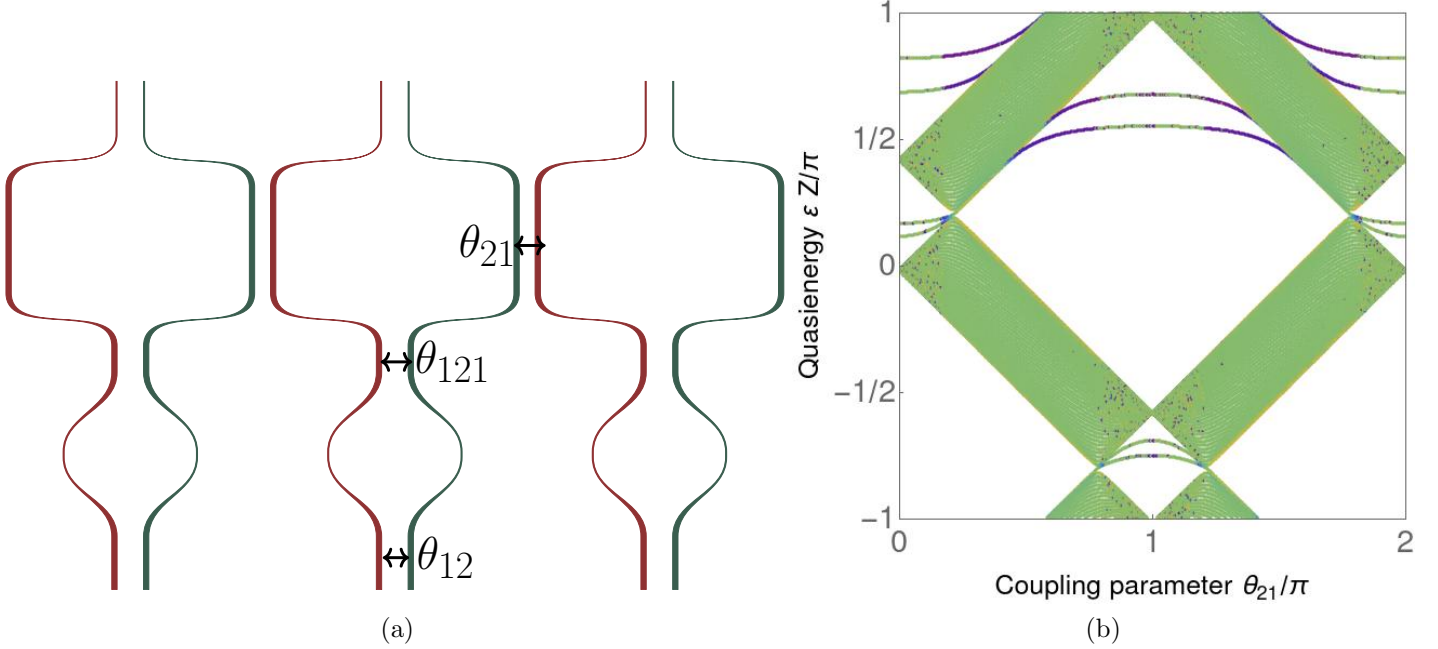 θ21
θ121
θ12
(a)
Quasienergy ε Z/π
1
1/2
0
−1/2
−1
0
1
2
Coupling parameter θ21/π
(b)